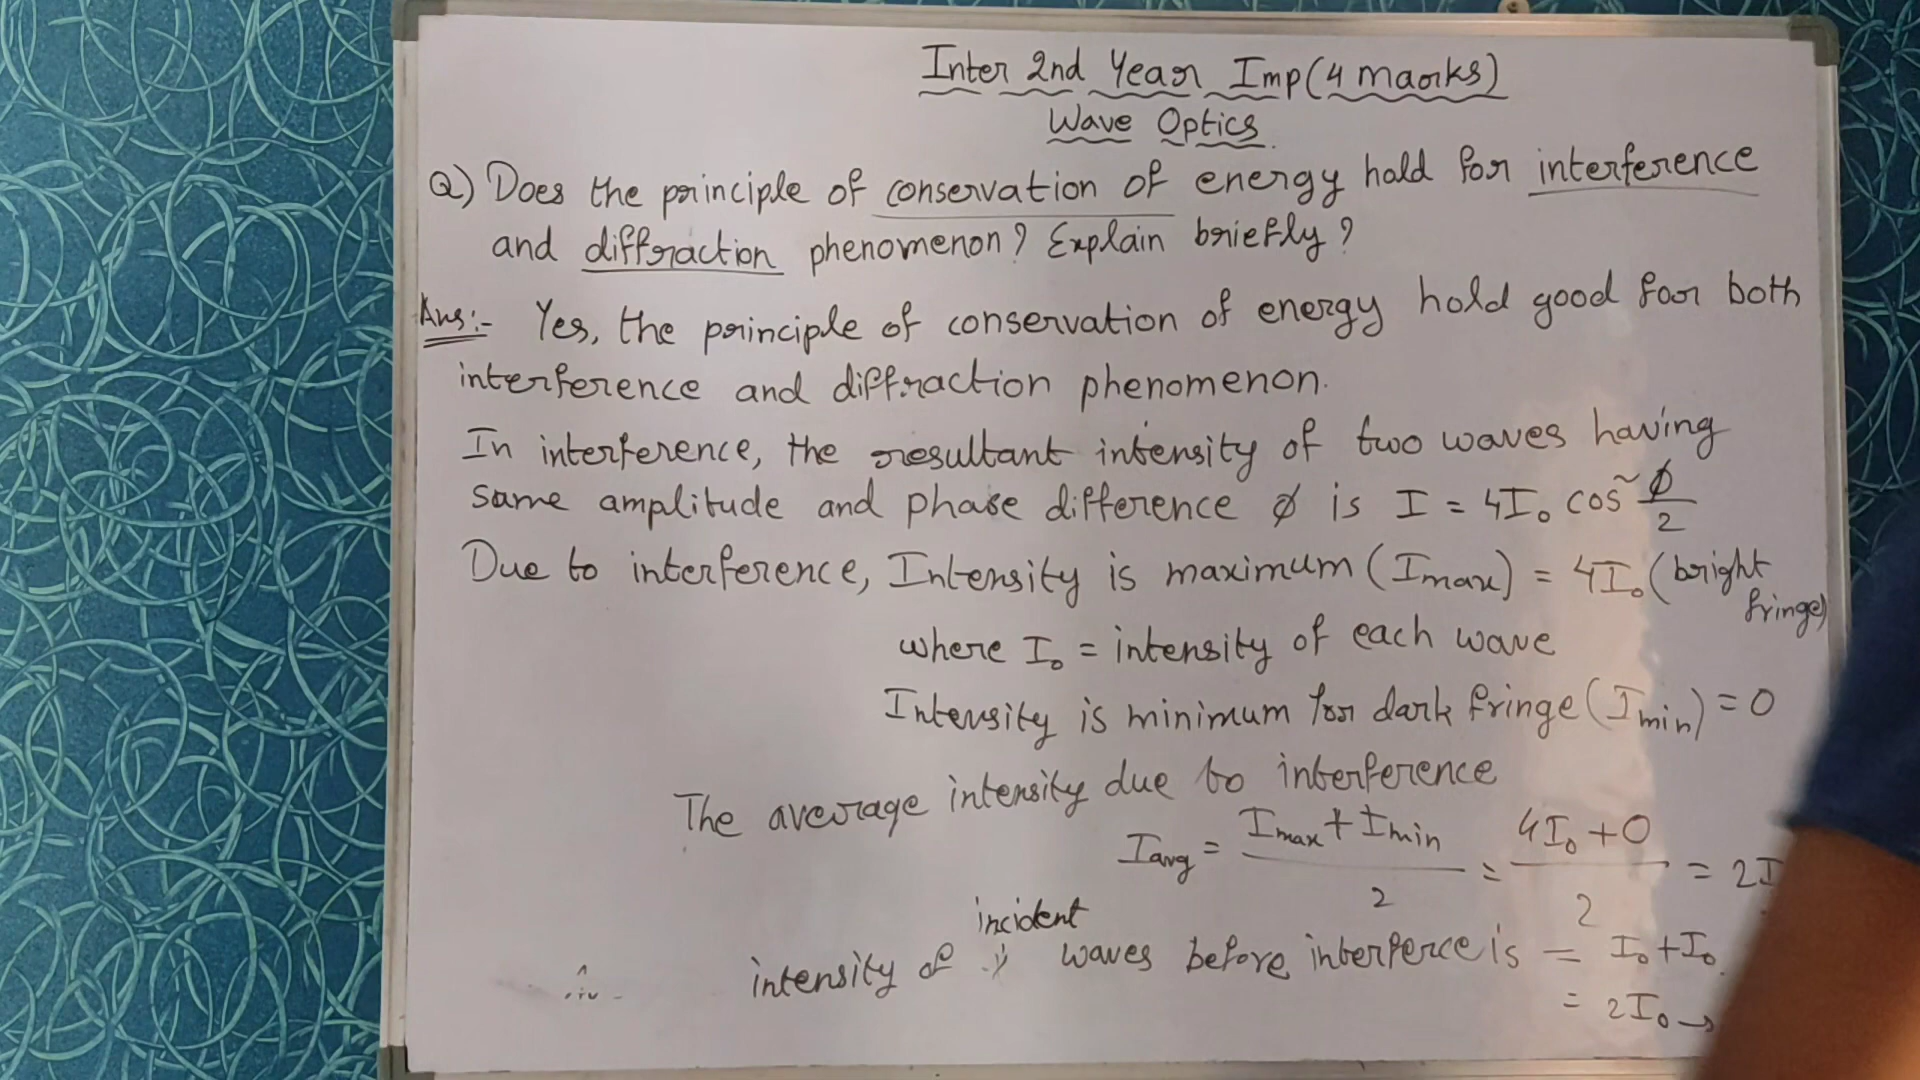 Inter 2nd Year Imp (4 marks)
Wave Optics
Q) Does the principle of conservation of energy hold for interference
and diffraction phenomenon? Explain briefly?
Ans:- Yes, the principle of conservation of energy hold good for both
interference and diffraction phenomenon.
In interference, the resultant intensity of two waves having
same amplitude and phase difference ϕ is I = 4I₀ cos² ϕ/2
Due to interference, Intensity is maximum (Imax) = 4I₀ (bright fringe)
where I₀ = intensity of each wave
Intensity is minimum for dark fringe (Imin) = 0
The average intensity due to interference
Iavg = (Imax + Imin)/2 = (4I₀ + 0)/2 = 2I
incident
intensity of waves before interferce is = I₀ + I₀
= 2I₀ →